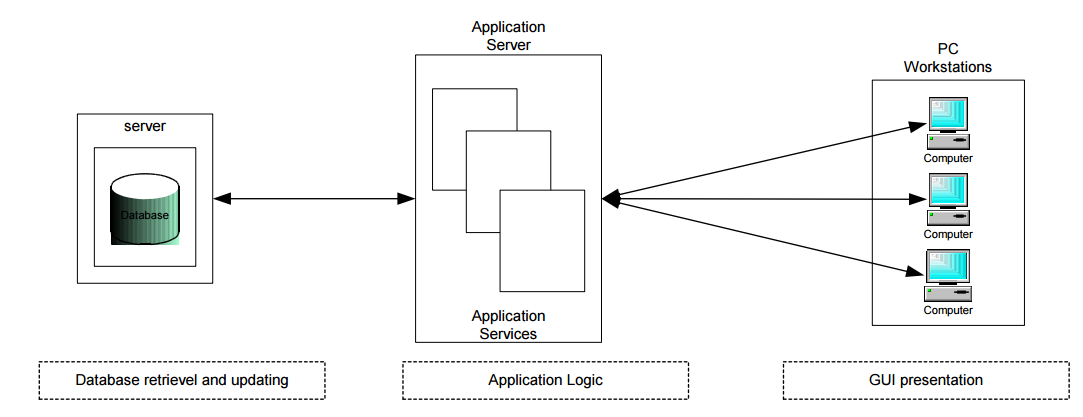 server
Database
Application
Server
Application
Services
PC
Workstations
Computer
Computer
Computer
Database retrievel and updating
Application Logic
GUI presentation